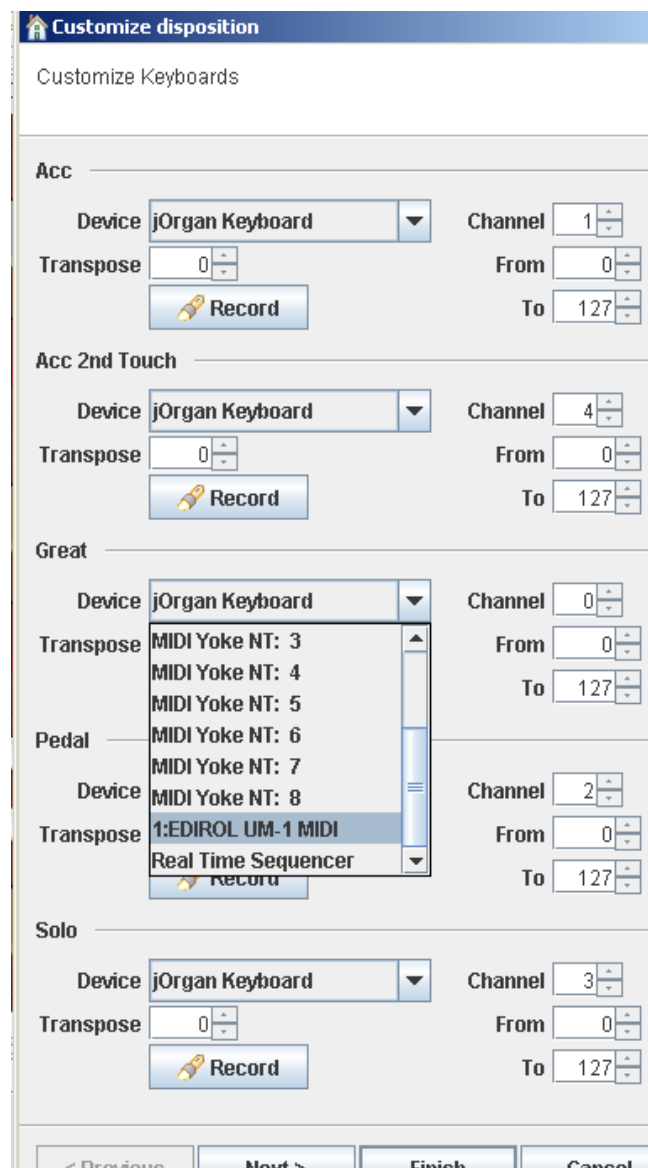 Customize disposition
Customize Keyboards
Acc
Device jOrgan Keyboard Channel 1
Transpose 0 From 0
Record To 127
Acc 2nd Touch
Device jOrgan Keyboard Channel 4
Transpose 0 From 0
Record To 127
Great
Device jOrgan Keyboard Channel 0
Transpose MIDI Yoke NT: 3 From 0
MIDI Yoke NT: 4
MIDI Yoke NT: 5 To 127
MIDI Yoke NT: 6
Pedal
MIDI Yoke NT: 7
Device MIDI Yoke NT: 8 Channel 2
Transpose 1:EDIROL UM-1 MIDI From 0
Real Time Sequencer
Record To 127
Solo
Device jOrgan Keyboard Channel 3
Transpose 0 From 0
Record To 127
< Previous Next > Finish Cancel